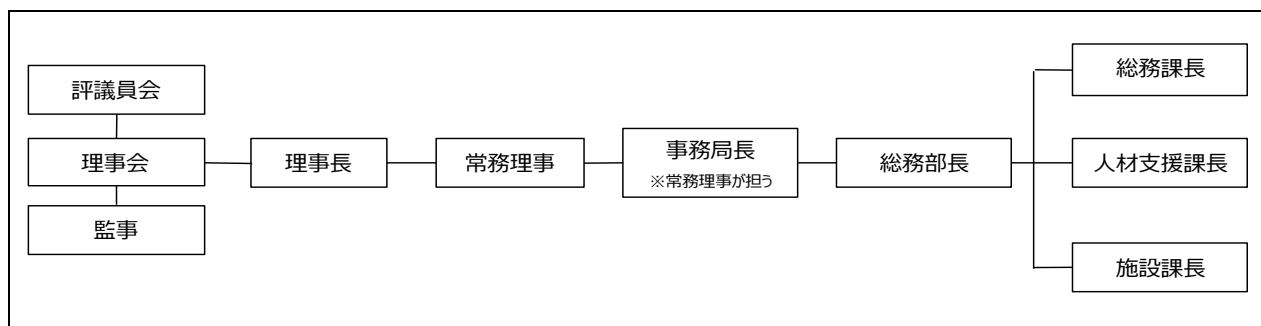 評議員会
理事会
監事
理事長
常務理事
事務局長
※常務理事が担う
総務部長
総務課長
人材支援課長
施設課長